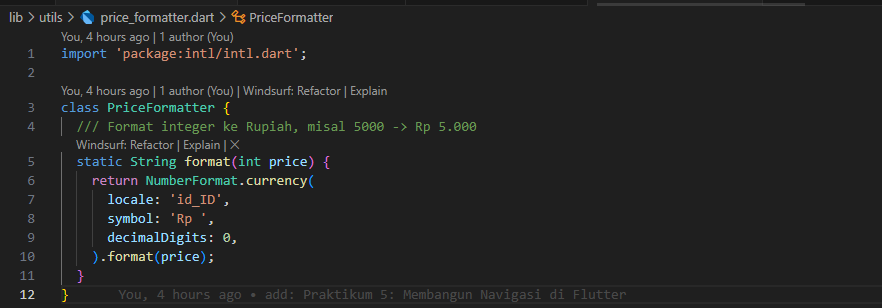 lib > utils > price_formatter.dart > PriceFormatter
You, 4 hours ago | 1 author (You)
1 import 'package:intl/intl.dart';
2
You, 4 hours ago | 1 author (You) | Windsurf: Refactor | Explain
3 class PriceFormatter {
4 /// Format integer ke Rupiah, misal 5000 -> Rp 5.000
Windsurf: Refactor | Explain | ×
5 static String format(int price) {
6 return NumberFormat.currency(
7 locale: 'id_ID',
8 symbol: 'Rp ',
9 decimalDigits: 0,
10 ).format(price);
11 }
12 } You, 4 hours ago • add: Praktikum 5: Membangun Navigasi di Flutter